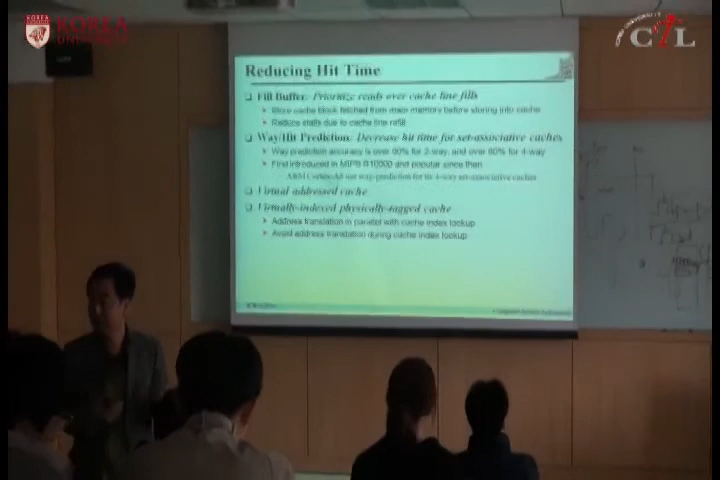 KOREA
UNIVERSITY
CTL
Reducing Hit Time
Fill Buffer: Prioritize reads over cache line fills
Store cache block fetched from main memory before storing into cache
Reduce stalls due to cache line refill
Way/Hit Prediction: Decrease hit time for set-associative caches
Way prediction accuracy is over 90% for 2-way, and over 80% for 4-way
First introduced in MIPS R10000 and popular since then
ARM Cortex-A8 use way-prediction for its 4-way set-associative caches
Virtual addressed cache
Virtually-indexed physically-tagged cache
Address translation in parallel with cache index lookup
Avoid address translation during cache index lookup